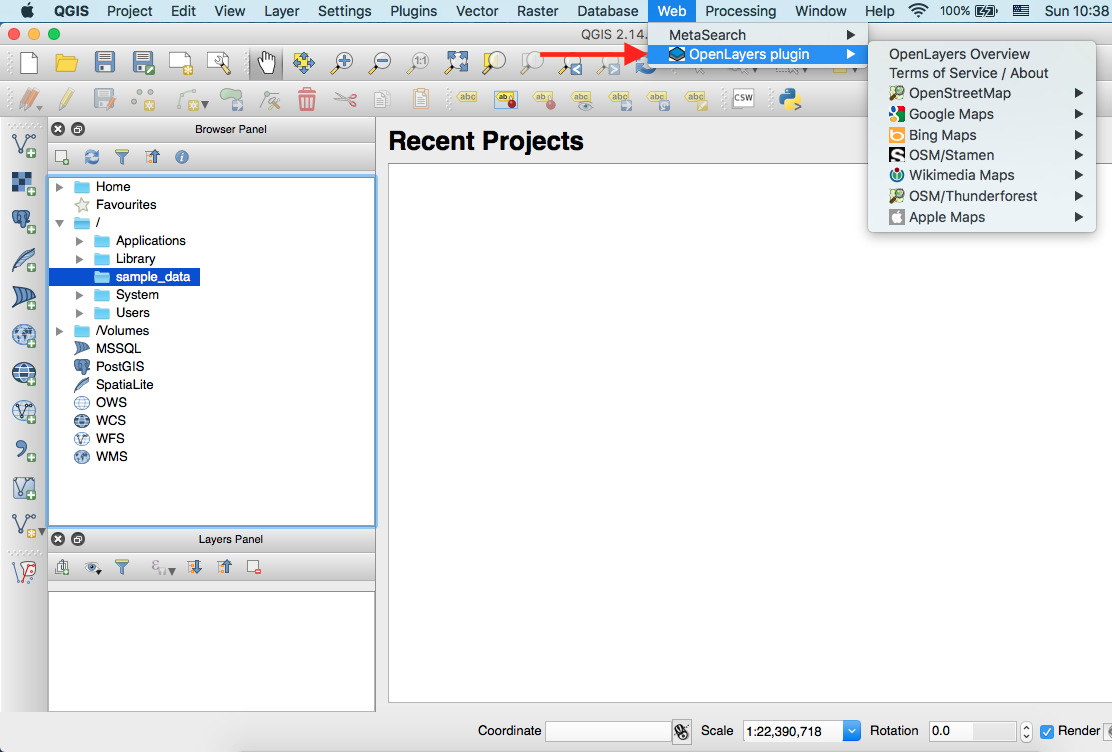 QGIS Project Edit View Layer Settings Plugins Vector Raster Database Web Processing Window Help 100% Sun 10:38
QGIS 2.14.
MetaSearch
OpenLayers plugin
OpenLayers Overview
Terms of Service / About
OpenStreetMap
Google Maps
Bing Maps
OSM/Stamen
Wikimedia Maps
OSM/Thunderforest
Apple Maps
1:1
abc ab ab abc abc abc abc CSW
Browser Panel
Recent Projects
Home
Favourites
/
Applications
Library
sample_data
System
Users
/Volumes
MSSQL
PostGIS
SpatiaLite
OWS
WCS
WFS
WMS
Layers Panel
Coordinate Scale 1:22,390,718 Rotation 0.0 Render